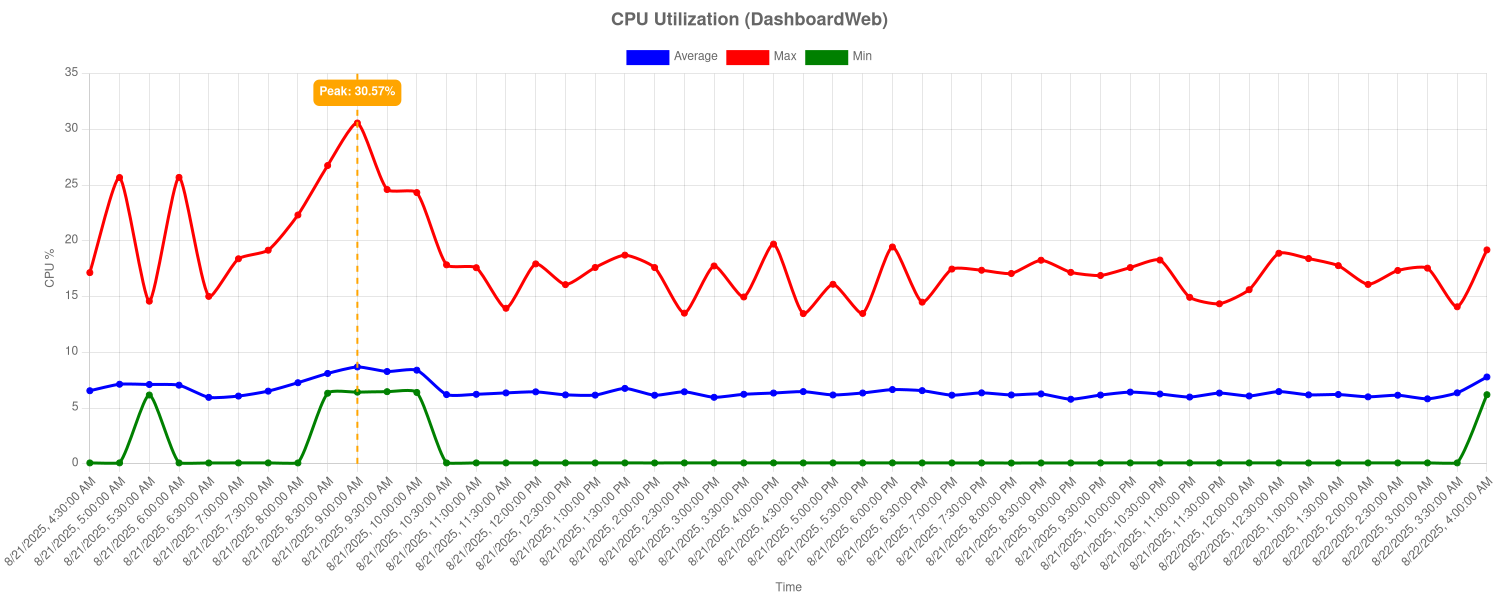 CPU Utilization (DashboardWeb)
Average Max Min
Peak: 30.57%
35
30
25
20
15
10
5
0
CPU %
8/21/2025, 4:30:00 AM
8/21/2025, 5:00:00 AM
8/21/2025, 5:30:00 AM
8/21/2025, 6:00:00 AM
8/21/2025, 6:30:00 AM
8/21/2025, 7:00:00 AM
8/21/2025, 7:30:00 AM
8/21/2025, 8:00:00 AM
8/21/2025, 8:30:00 AM
8/21/2025, 9:00:00 AM
8/21/2025, 9:30:00 AM
8/21/2025, 10:00:00 AM
8/21/2025, 10:30:00 AM
8/21/2025, 11:00:00 AM
8/21/2025, 11:30:00 AM
8/21/2025, 12:00:00 PM
8/21/2025, 12:30:00 PM
8/21/2025, 1:00:00 PM
8/21/2025, 1:30:00 PM
8/21/2025, 2:00:00 PM
8/21/2025, 2:30:00 PM
8/21/2025, 3:00:00 PM
8/21/2025, 3:30:00 PM
8/21/2025, 4:00:00 PM
8/21/2025, 4:30:00 PM
8/21/2025, 5:00:00 PM
8/21/2025, 5:30:00 PM
8/21/2025, 6:00:00 PM
8/21/2025, 6:30:00 PM
8/21/2025, 7:00:00 PM
8/21/2025, 7:30:00 PM
8/21/2025, 8:00:00 PM
8/21/2025, 8:30:00 PM
8/21/2025, 9:00:00 PM
8/21/2025, 9:30:00 PM
8/21/2025, 10:00:00 PM
8/21/2025, 10:30:00 PM
8/21/2025, 11:00:00 PM
8/21/2025, 11:30:00 PM
8/22/2025, 12:00:00 AM
8/22/2025, 12:30:00 AM
8/22/2025, 1:00:00 AM
8/22/2025, 1:30:00 AM
8/22/2025, 2:00:00 AM
8/22/2025, 2:30:00 AM
8/22/2025, 3:00:00 AM
8/22/2025, 3:30:00 AM
8/22/2025, 4:00:00 AM
Time